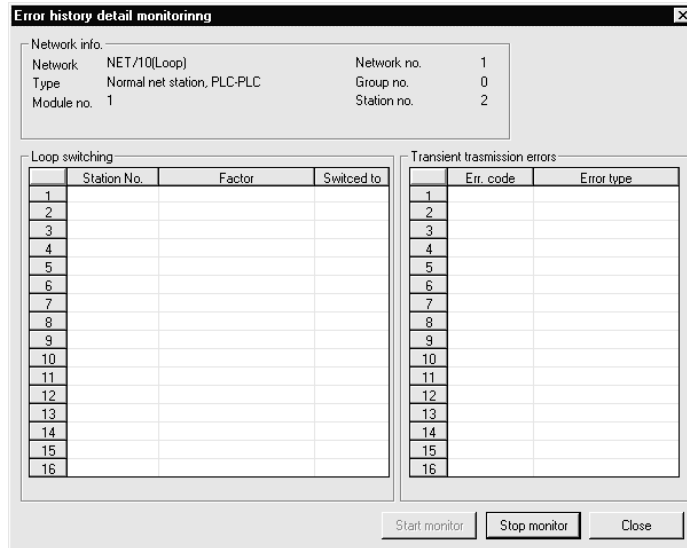 Error history detail monitorinng
Network info.
Network NET/10(Loop) Network no. 1
Type Normal net station, PLC-PLC Group no. 0
Module no. 1 Station no. 2
Loop switching Transient trasmission errors
Station No. Factor Switced to Err. code Error type
1 1
2 2
3 3
4 4
5 5
6 6
7 7
8 8
9 9
10 10
11 11
12 12
13 13
14 14
15 15
16 16
Start monitor Stop monitor Close